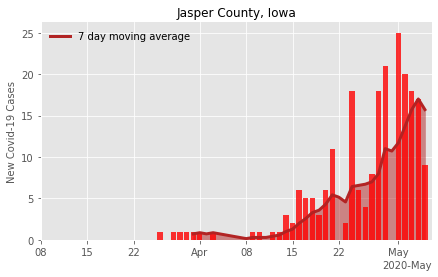 Jasper County, Iowa
7 day moving average
New Covid-19 Cases
25
20
15
10
5
0
08 15 22 Apr 08 15 22 May
2020-May